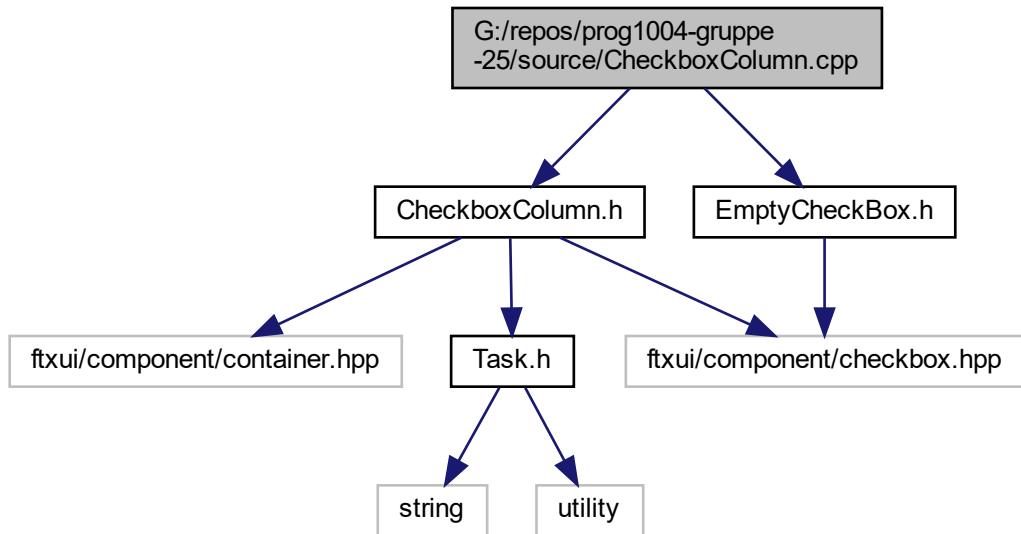 G:/repos/prog1004-gruppe
-25/source/CheckboxColumn.cpp
CheckboxColumn.h
EmptyCheckBox.h
ftxui/component/container.hpp
Task.h
ftxui/component/checkbox.hpp
string
utility